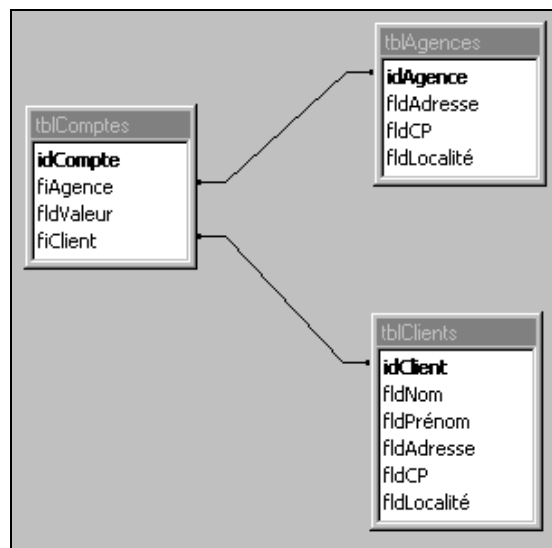 tblComptes
idCompte
fiAgence
fldValeur
fiClient
tblAgences
idAgence
fldAdresse
fldCP
fldLocalité
tblClients
idClient
fldNom
fldPrénom
fldAdresse
fldCP
fldLocalité